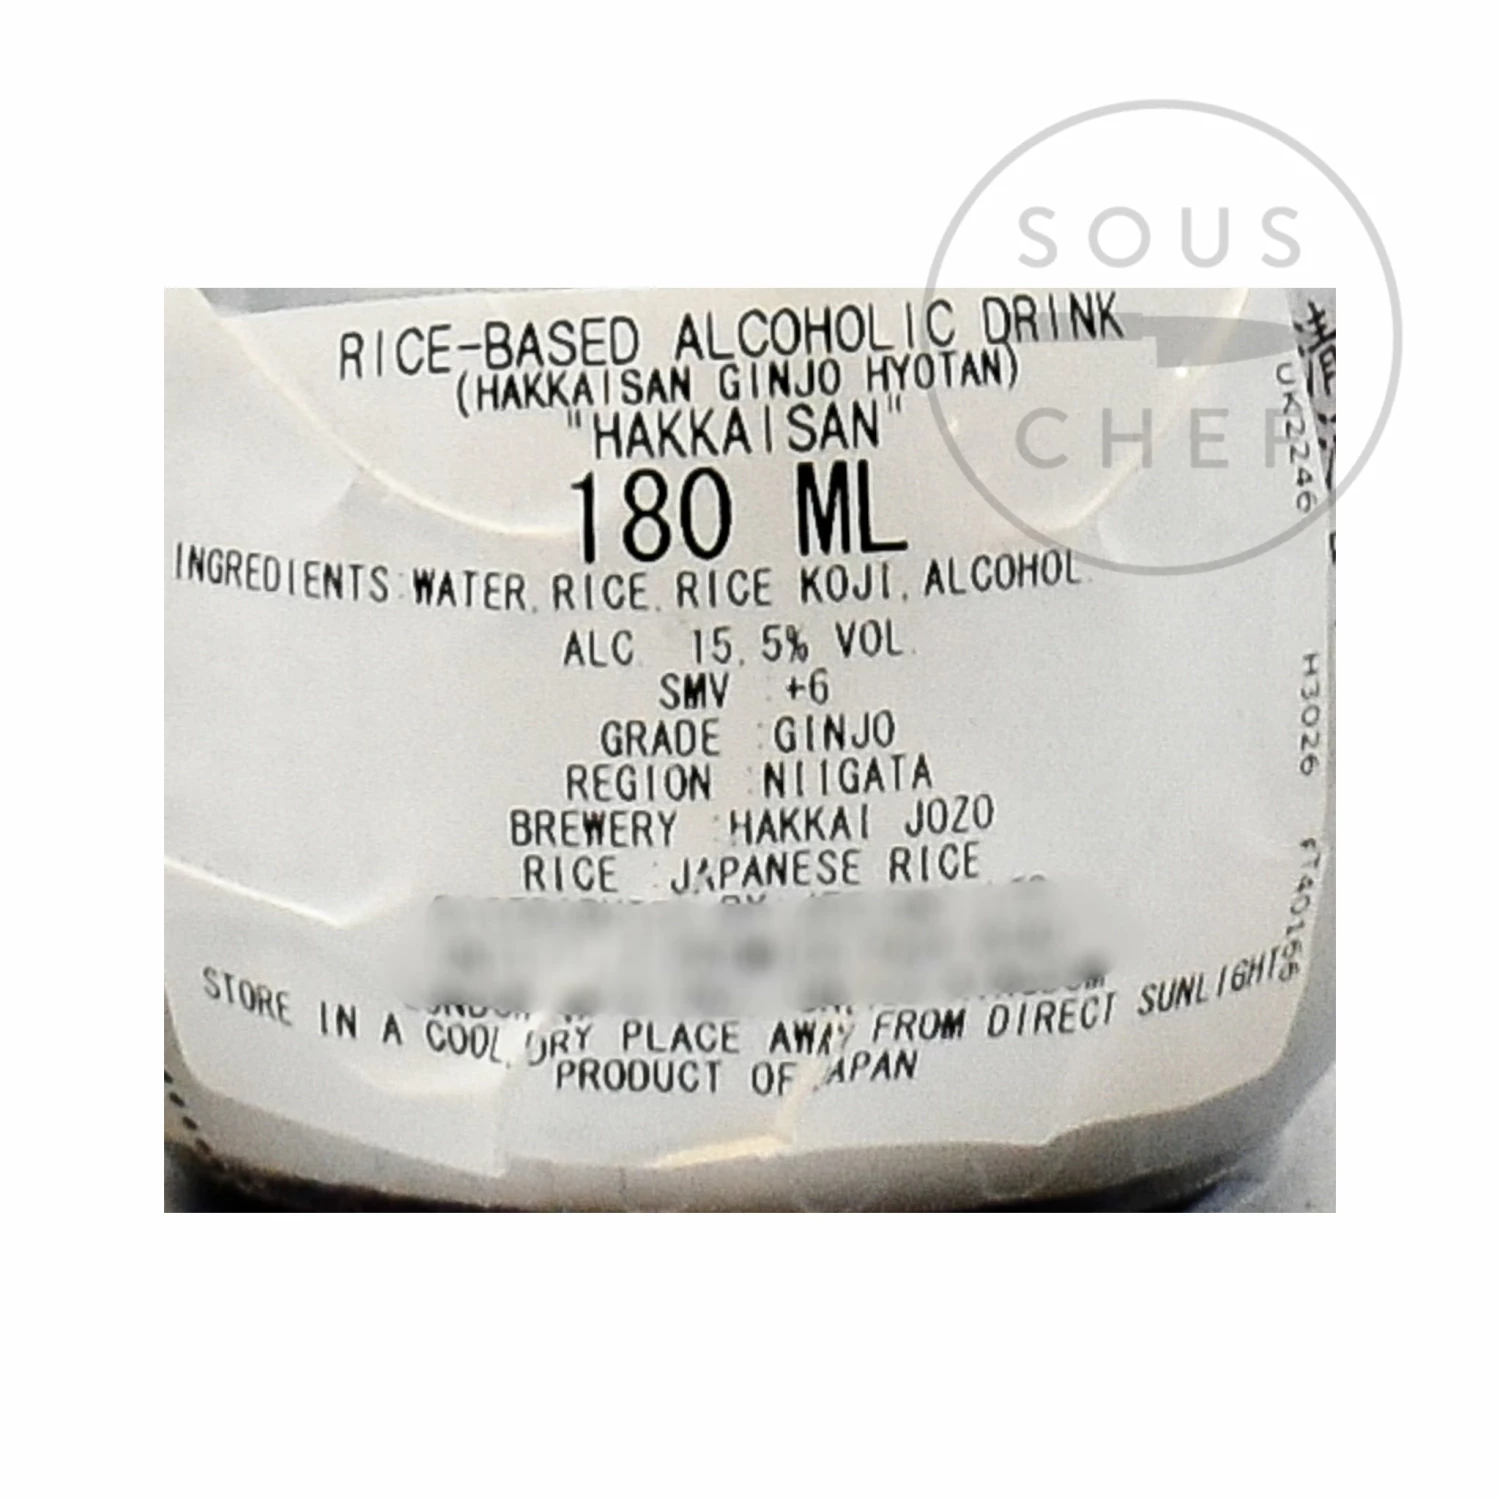 SOUS
CHEF
RICE-BASED ALCOHOLIC DRINK
(HAKKAISAN GINJO HYOTAN)
"HAKKAISAN"
180 ML
INGREDIENTS:WATER, RICE, RICE KOJI, ALCOHOL.
ALC. 15.5% VOL.
SMV :+6
GRADE :GINJO
REGION :NIIGATA
BREWERY :HAKKAI JOZO
RICE :JAPANESE RICE
STORE IN A COOL, DRY PLACE AWAY FROM DIRECT SUNLIGHTS
PRODUCT OF JAPAN
UK2246
H3026